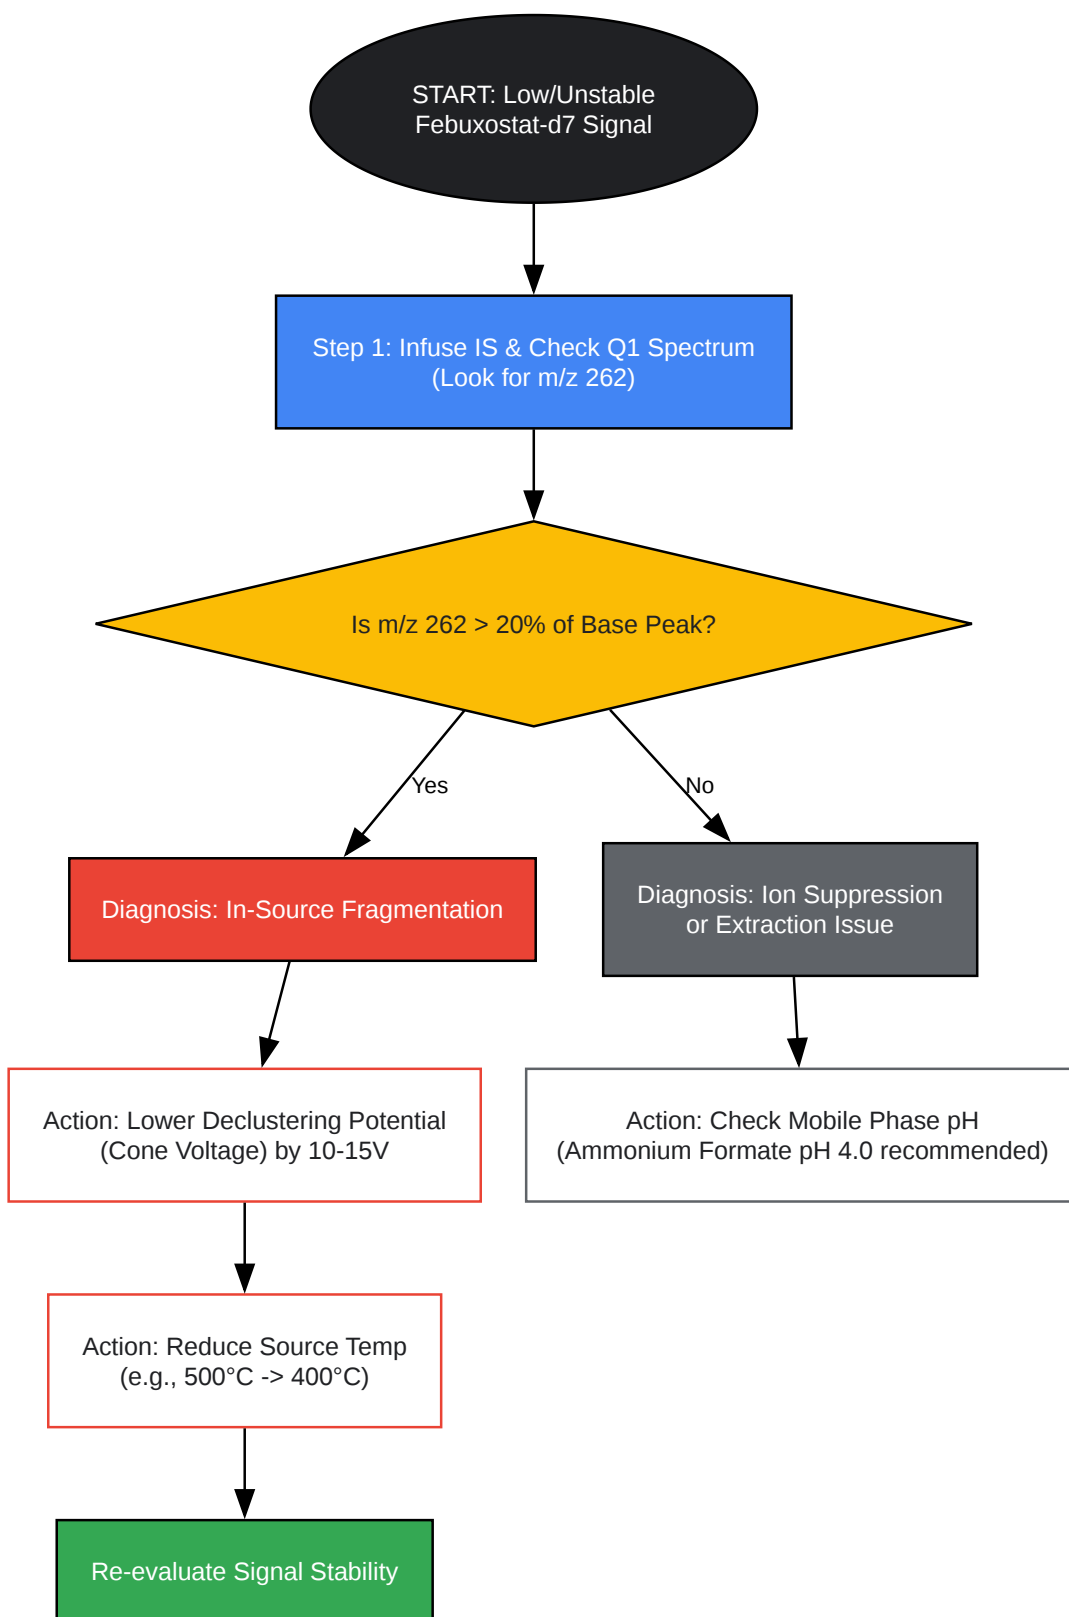 START: Low/Unstable
Febuxostat-d7 Signal
Step 1: Infuse IS & Check Q1 Spectrum
(Look for m/z 262)
Is m/z 262 > 20% of Base Peak?
Yes
No
Diagnosis: In-Source Fragmentation
Diagnosis: Ion Suppression
or Extraction Issue
Action: Lower Declustering Potential
(Cone Voltage) by 10-15V
Action: Check Mobile Phase pH
(Ammonium Formate pH 4.0 recommended)
Action: Reduce Source Temp
(e.g., 500°C -> 400°C)
Re-evaluate Signal Stability